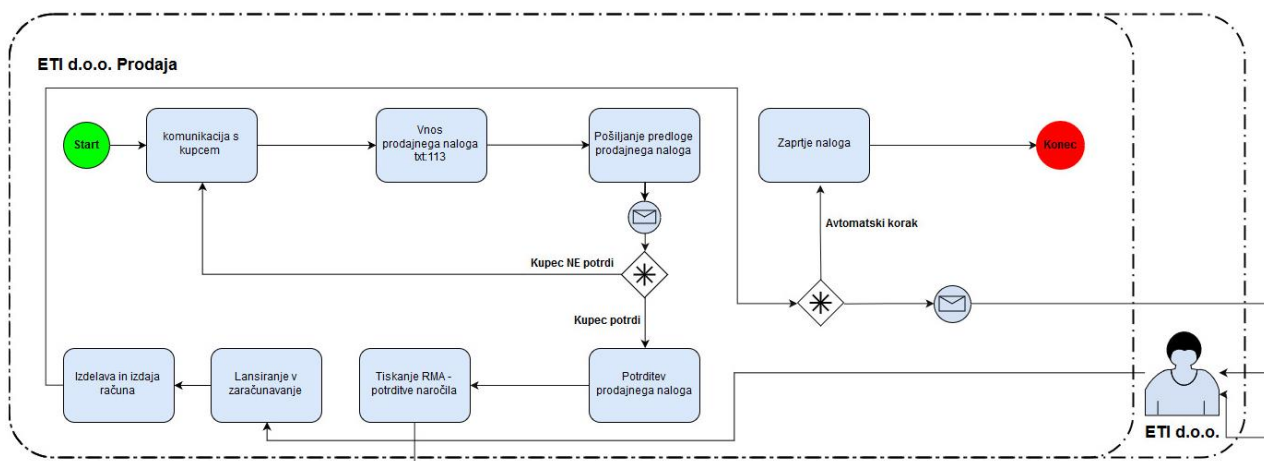 ETI d.o.o. Prodaja
Start
komunikacija s
kupcem
Vnos
prodajnega naloga
txt:113
Pošiljanje predloge
prodajnega naloga
Zaprtje naloga
Konec
Avtomatski korak
Kupec NE potrdi
Kupec potrdi
Izdelava in izdaja
računa
Lansiranje v
zaračunavanje
Tiskanje RMA -
potrditve naročila
Potrditev
prodajnega naloga
ETI d.o.o.